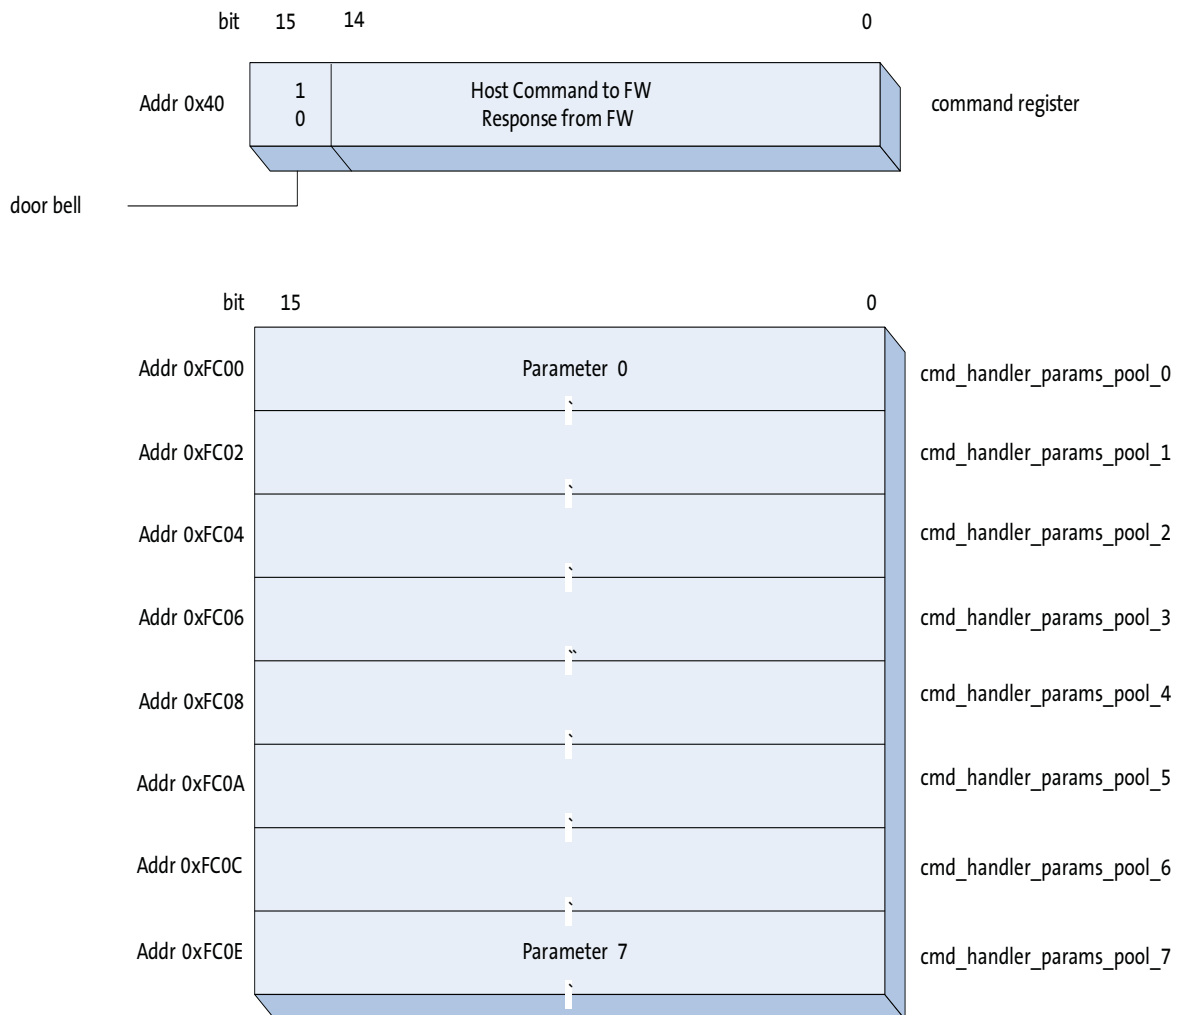 bit 15 14 0
Addr 0x40 1 Host Command to FW command register
0 Response from FW
door bell
bit 15 0
Addr 0xFC00 Parameter 0 cmd_handler_params_pool_0
Addr 0xFC02 cmd_handler_params_pool_1
Addr 0xFC04 cmd_handler_params_pool_2
Addr 0xFC06 cmd_handler_params_pool_3
Addr 0xFC08 cmd_handler_params_pool_4
Addr 0xFC0A cmd_handler_params_pool_5
Addr 0xFC0C cmd_handler_params_pool_6
Addr 0xFC0E Parameter 7 cmd_handler_params_pool_7